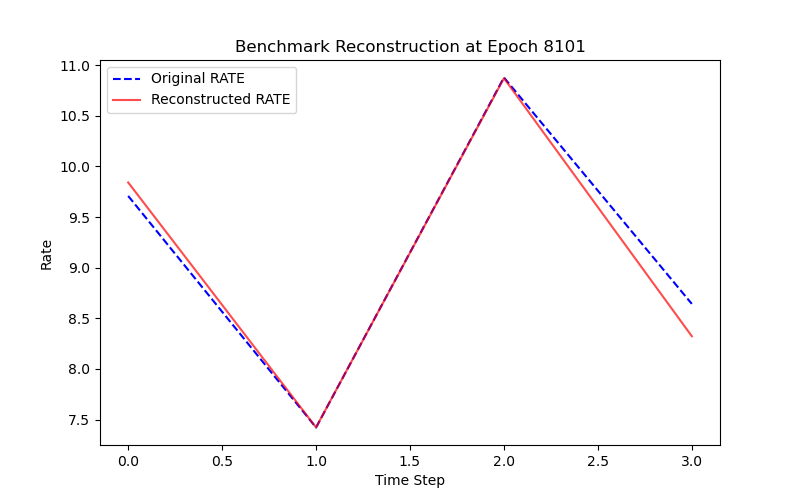 Benchmark Reconstruction at Epoch 8101
Original RATE
Reconstructed RATE
11.0
10.5
10.0
9.5
9.0
8.5
8.0
7.5
Rate
0.0 0.5 1.0 1.5 2.0 2.5 3.0
Time Step